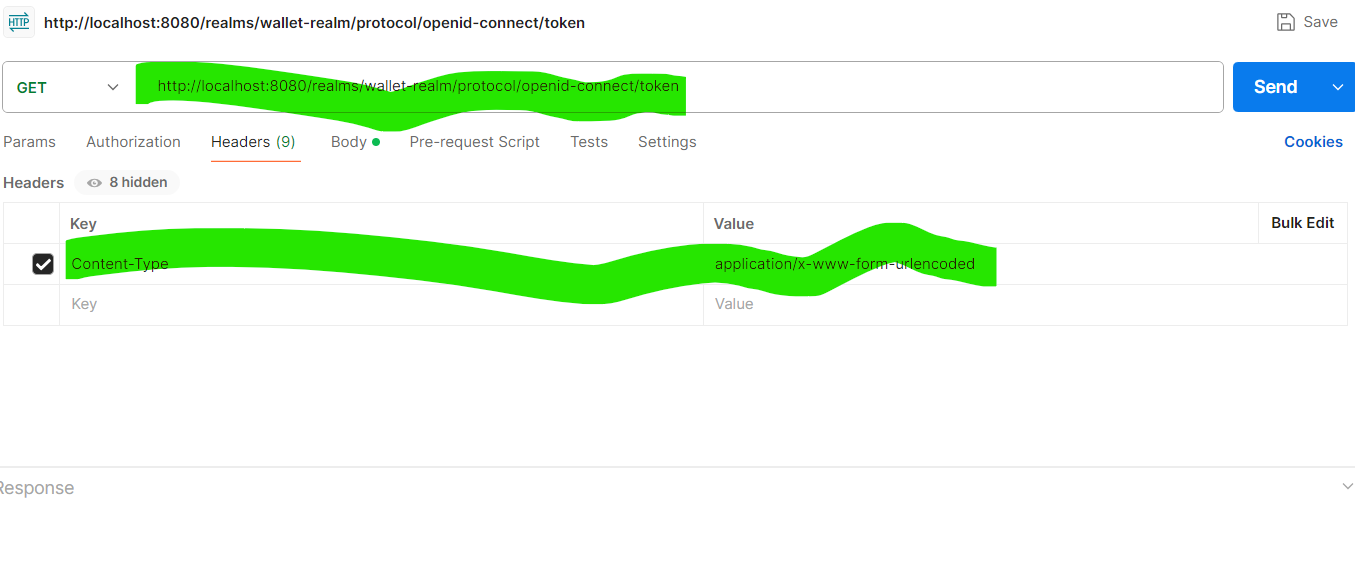 HTTP http://localhost:8080/realms/wallet-realm/protocol/openid-connect/token Save
GET http://localhost:8080/realms/wallet-realm/protocol/openid-connect/token Send
Params Authorization Headers (9) Body Pre-request Script Tests Settings Cookies
Headers 8 hidden
Key Value Bulk Edit
Content-Type application/x-www-form-urlencoded
Key Value
Response